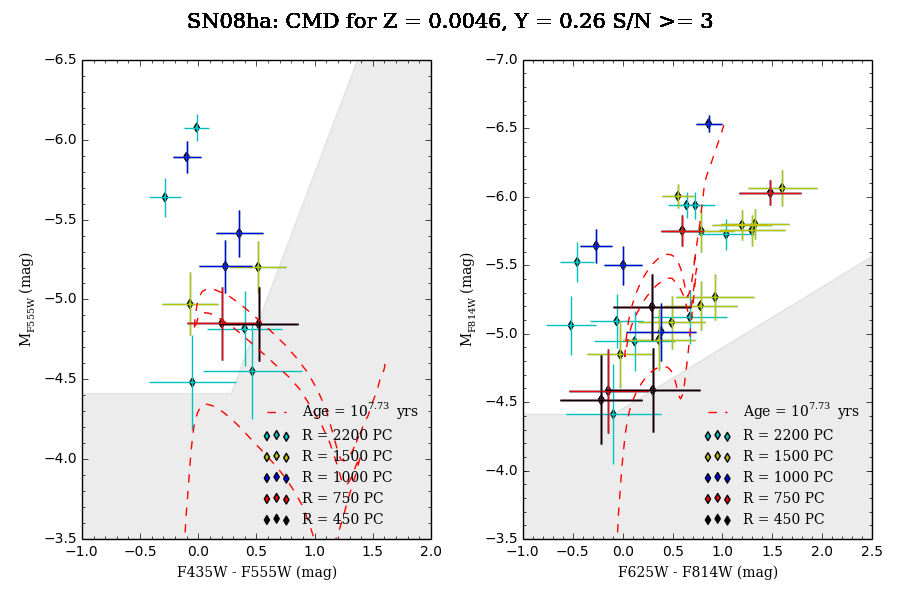 SN08ha: CMD for Z = 0.0046, Y = 0.26 S/N >= 3
−6.5
−6.0
−5.5
−5.0
−4.5
−4.0
−3.5
M_F555W (mag)
Age = 10^7.73 yrs
R = 2200 PC
R = 1500 PC
R = 1000 PC
R = 750 PC
R = 450 PC
−1.0 −0.5 0.0 0.5 1.0 1.5 2.0
F435W - F555W (mag)
−7.0
−6.5
−6.0
−5.5
−5.0
−4.5
−4.0
−3.5
M_F814W (mag)
Age = 10^7.73 yrs
R = 2200 PC
R = 1500 PC
R = 1000 PC
R = 750 PC
R = 450 PC
−1.0 −0.5 0.0 0.5 1.0 1.5 2.0 2.5
F625W - F814W (mag)